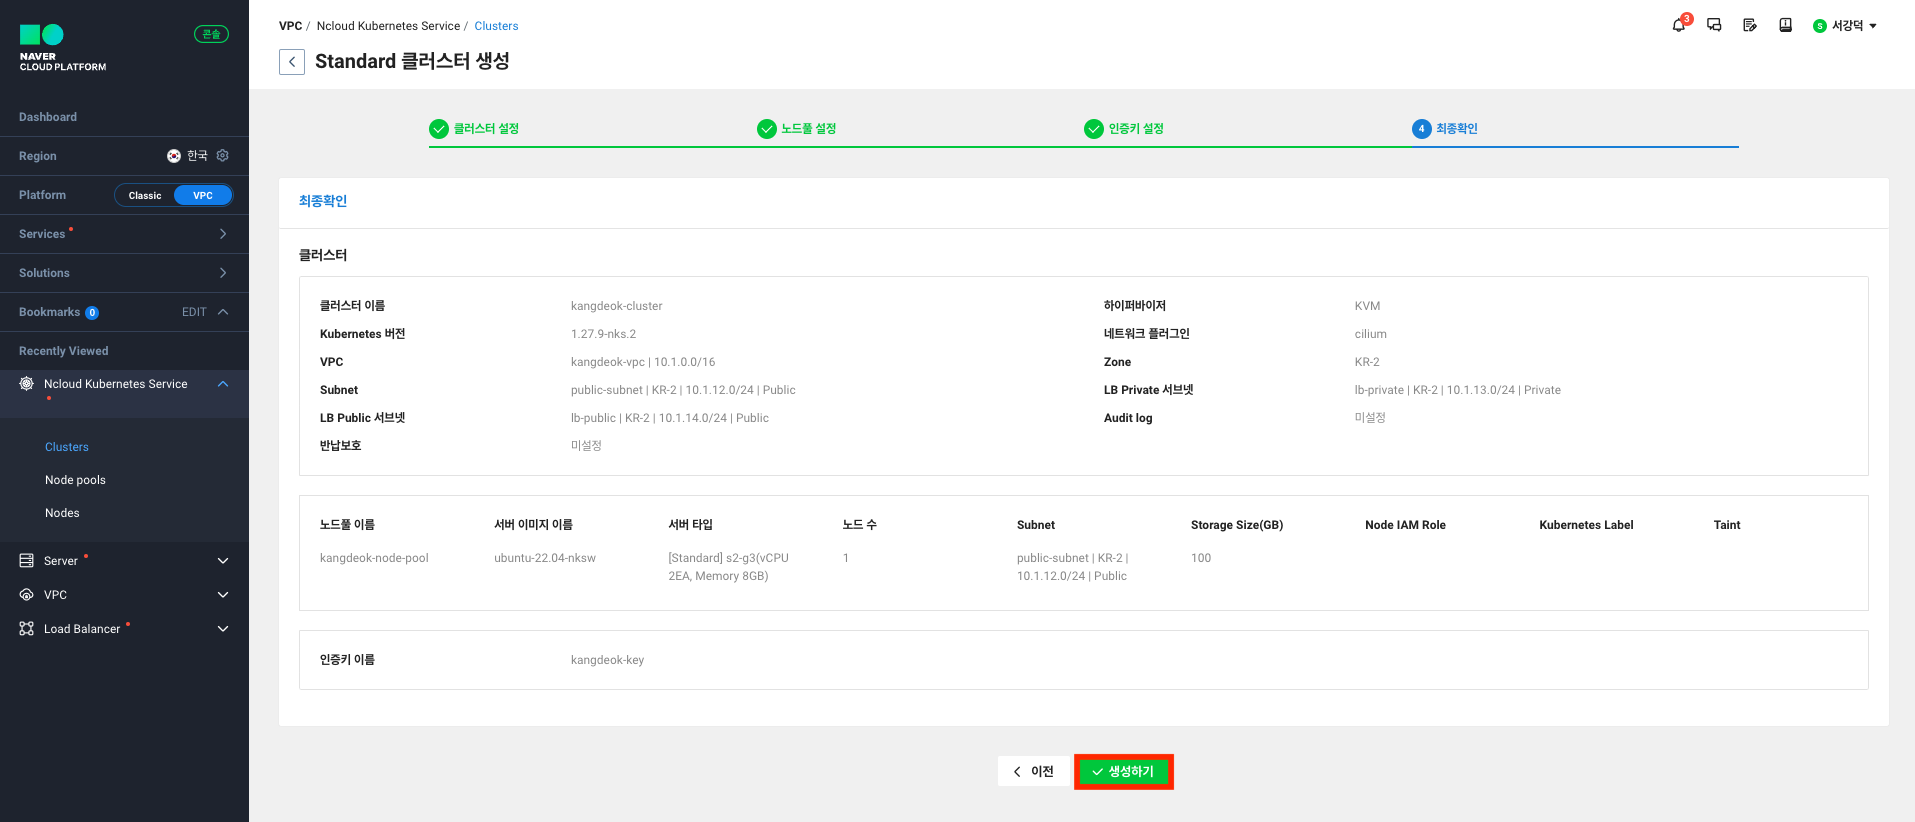 NAVER
CLOUD PLATFORM
콘솔
Dashboard
Region 한국
Platform Classic VPC
Services
Solutions
Bookmarks 0 EDIT
Recently Viewed
Ncloud Kubernetes Service
Clusters
Node pools
Nodes
Server
VPC
Load Balancer
VPC / Ncloud Kubernetes Service / Clusters
3 S 서강덕
Standard 클러스터 생성
클러스터 설정 노드풀 설정 인증키 설정 4 최종확인
최종확인
클러스터
클러스터 이름 kangdeok-cluster 하이퍼바이저 KVM
Kubernetes 버전 1.27.9-nks.2 네트워크 플러그인 cilium
VPC kangdeok-vpc | 10.1.0.0/16 Zone KR-2
Subnet public-subnet | KR-2 | 10.1.12.0/24 | Public LB Private 서브넷 lb-private | KR-2 | 10.1.13.0/24 | Private
LB Public 서브넷 lb-public | KR-2 | 10.1.14.0/24 | Public Audit log 미설정
반납보호 미설정
노드풀 이름 서버 이미지 이름 서버 타입 노드 수 Subnet Storage Size(GB) Node IAM Role Kubernetes Label Taint
kangdeok-node-pool ubuntu-22.04-nksw [Standard] s2-g3(vCPU 1 public-subnet | KR-2 | 100
2EA, Memory 8GB) 10.1.12.0/24 | Public
인증키 이름 kangdeok-key
이전 생성하기